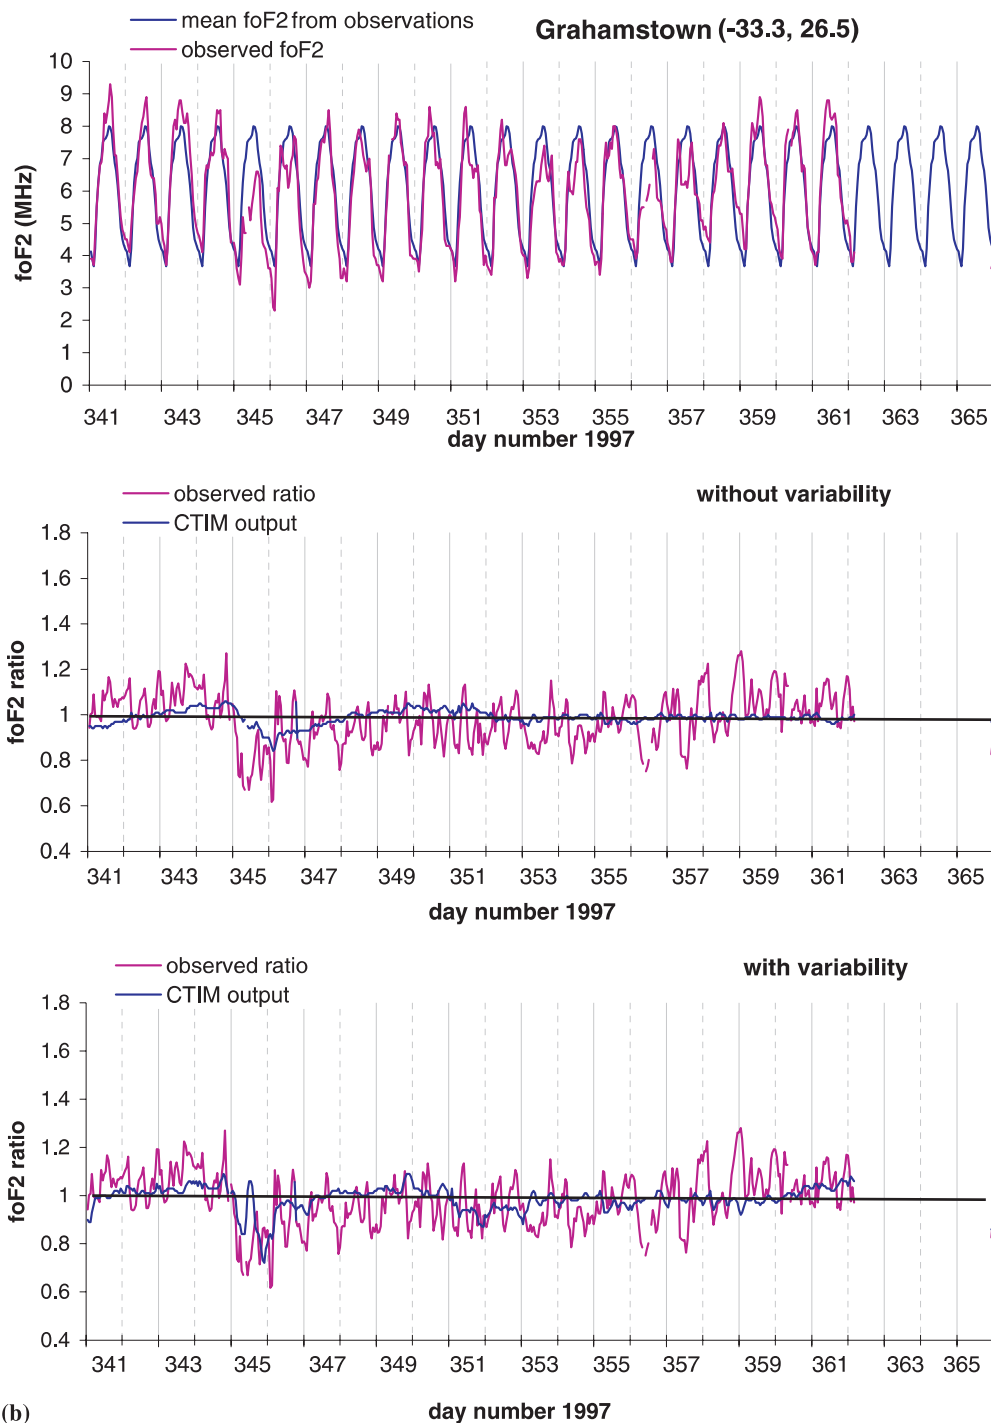 mean foF2 from observations
observed foF2
Grahamstown (-33.3, 26.5)
10
9
8
7
6
5
4
3
2
1
0
foF2 (MHz)
341 343 345 347 349 351 353 355 357 359 361 363 365
day number 1997
observed ratio
CTIM output
without variability
1.8
1.6
1.4
1.2
1
0.8
0.6
0.4
foF2 ratio
341 343 345 347 349 351 353 355 357 359 361 363 365
day number 1997
observed ratio
CTIM output
with variability
1.8
1.6
1.4
1.2
1
0.8
0.6
0.4
foF2 ratio
341 343 345 347 349 351 353 355 357 359 361 363 365
(b)
day number 1997